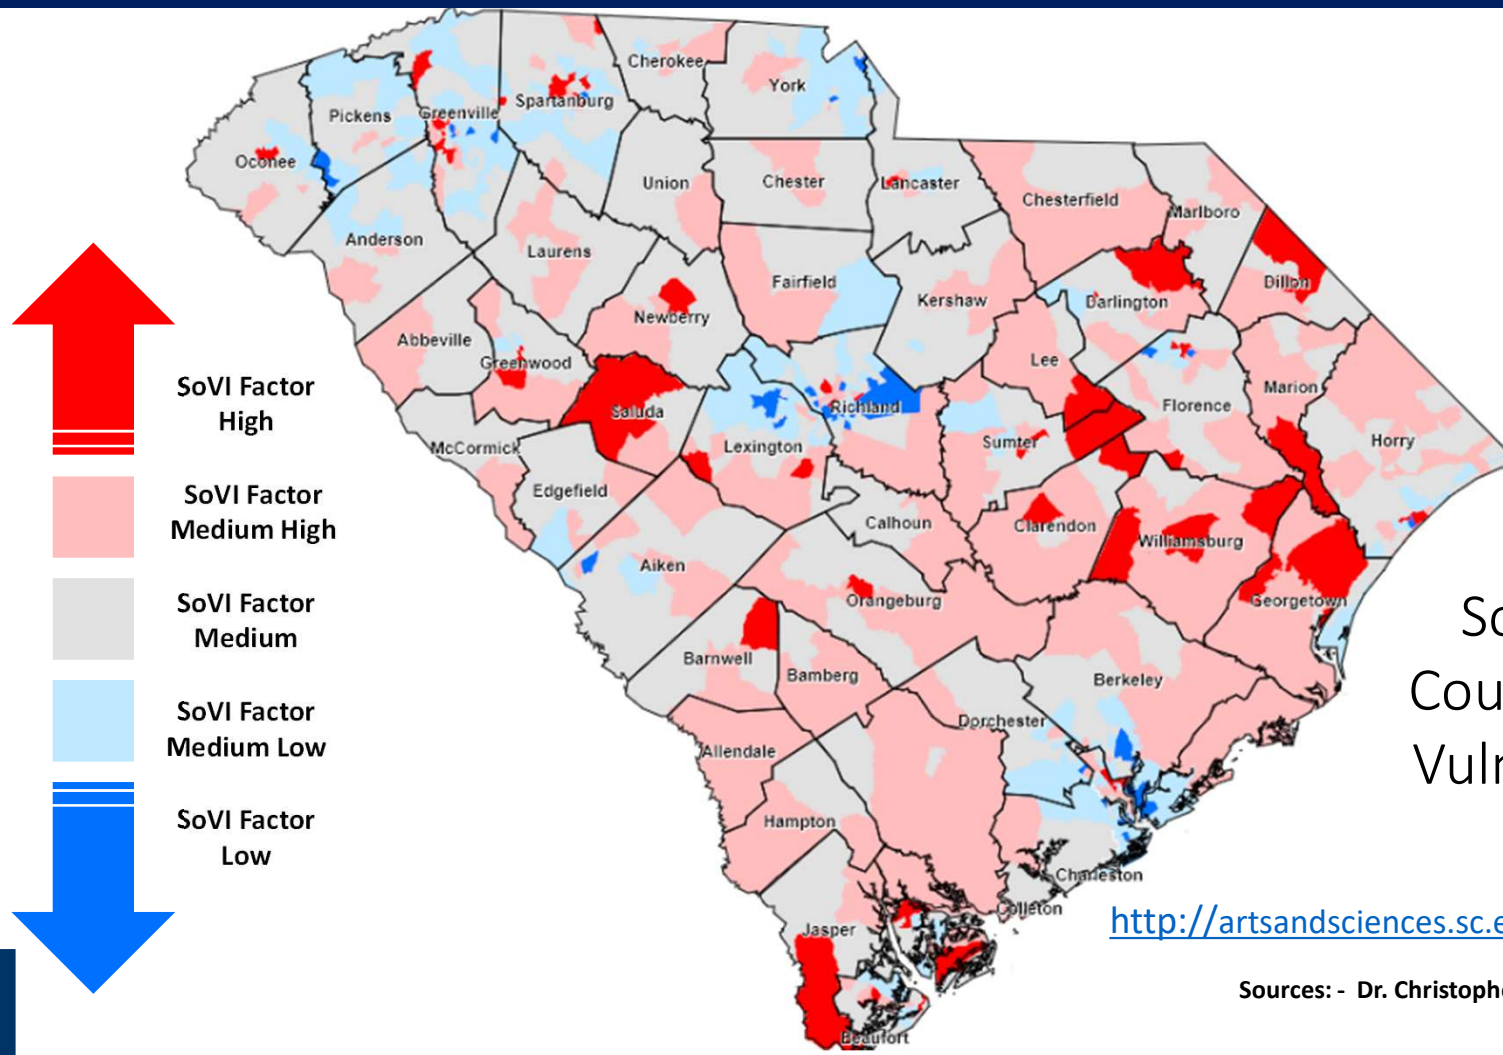 Cherokee
York
Spartanburg
Greenville
Pickens
Oconee
Union
Chester
Lancaster
Chesterfield
Marlboro
Anderson
Laurens
Fairfield
Kershaw
Darlington
Dillon
Newberry
Abbeville
Greenwood
Lee
Marion
Saluda
Richland
Florence
Horry
McCormick
Lexington
Sumter
Edgefield
Calhoun
Clarendon
Williamsburg
Aiken
Orangeburg
Georgetown
Barnwell
Bamberg
Berkeley
Dorchester
Allendale
Hampton
Charleston
Colleton
Jasper
Beaufort
SoVI Factor
High
SoVI Factor
Medium High
SoVI Factor
Medium
SoVI Factor
Medium Low
SoVI Factor
Low
Cou
Vuln
http://artsandsciences.sc.e
Sources: - Dr. Christoph